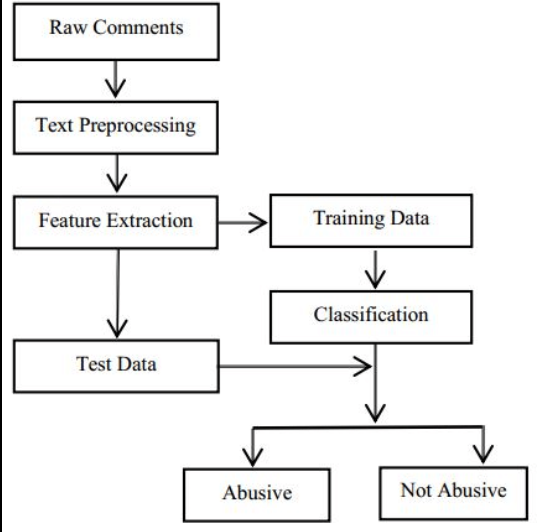 Raw Comments
Text Preprocessing
Feature Extraction
Training Data
Classification
Test Data
Abusive
Not Abusive